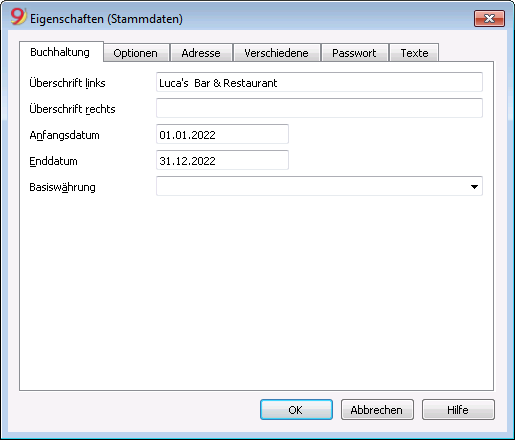 9 Eigenschaften (Stammdaten)
Buchhaltung Optionen Adresse Verschiedene Passwort Texte
Überschrift links Luca's  Bar & Restaurant
Überschrift rechts
Anfangsdatum 01.01.2022
Enddatum 31.12.2022
Basiswährung
OK Abbrechen Hilfe